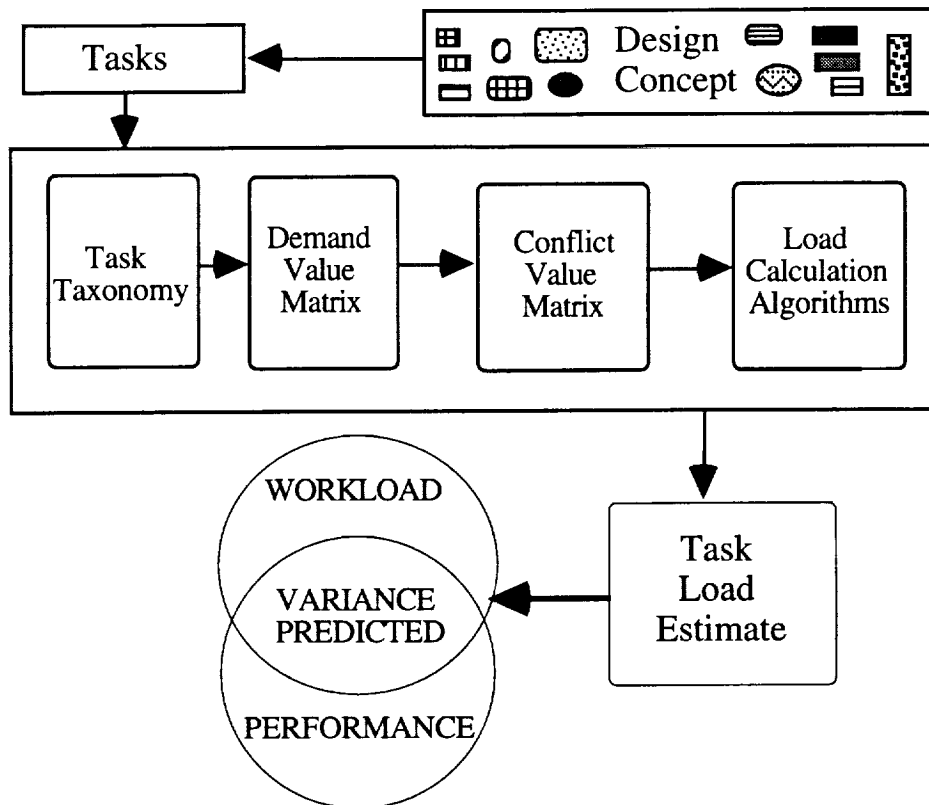 Tasks
Design
Concept
Task
Taxonomy
Demand
Value
Matrix
Conflict
Value
Matrix
Load
Calculation
Algorithms
WORKLOAD
VARIANCE
PREDICTED
PERFORMANCE
Task
Load
Estimate